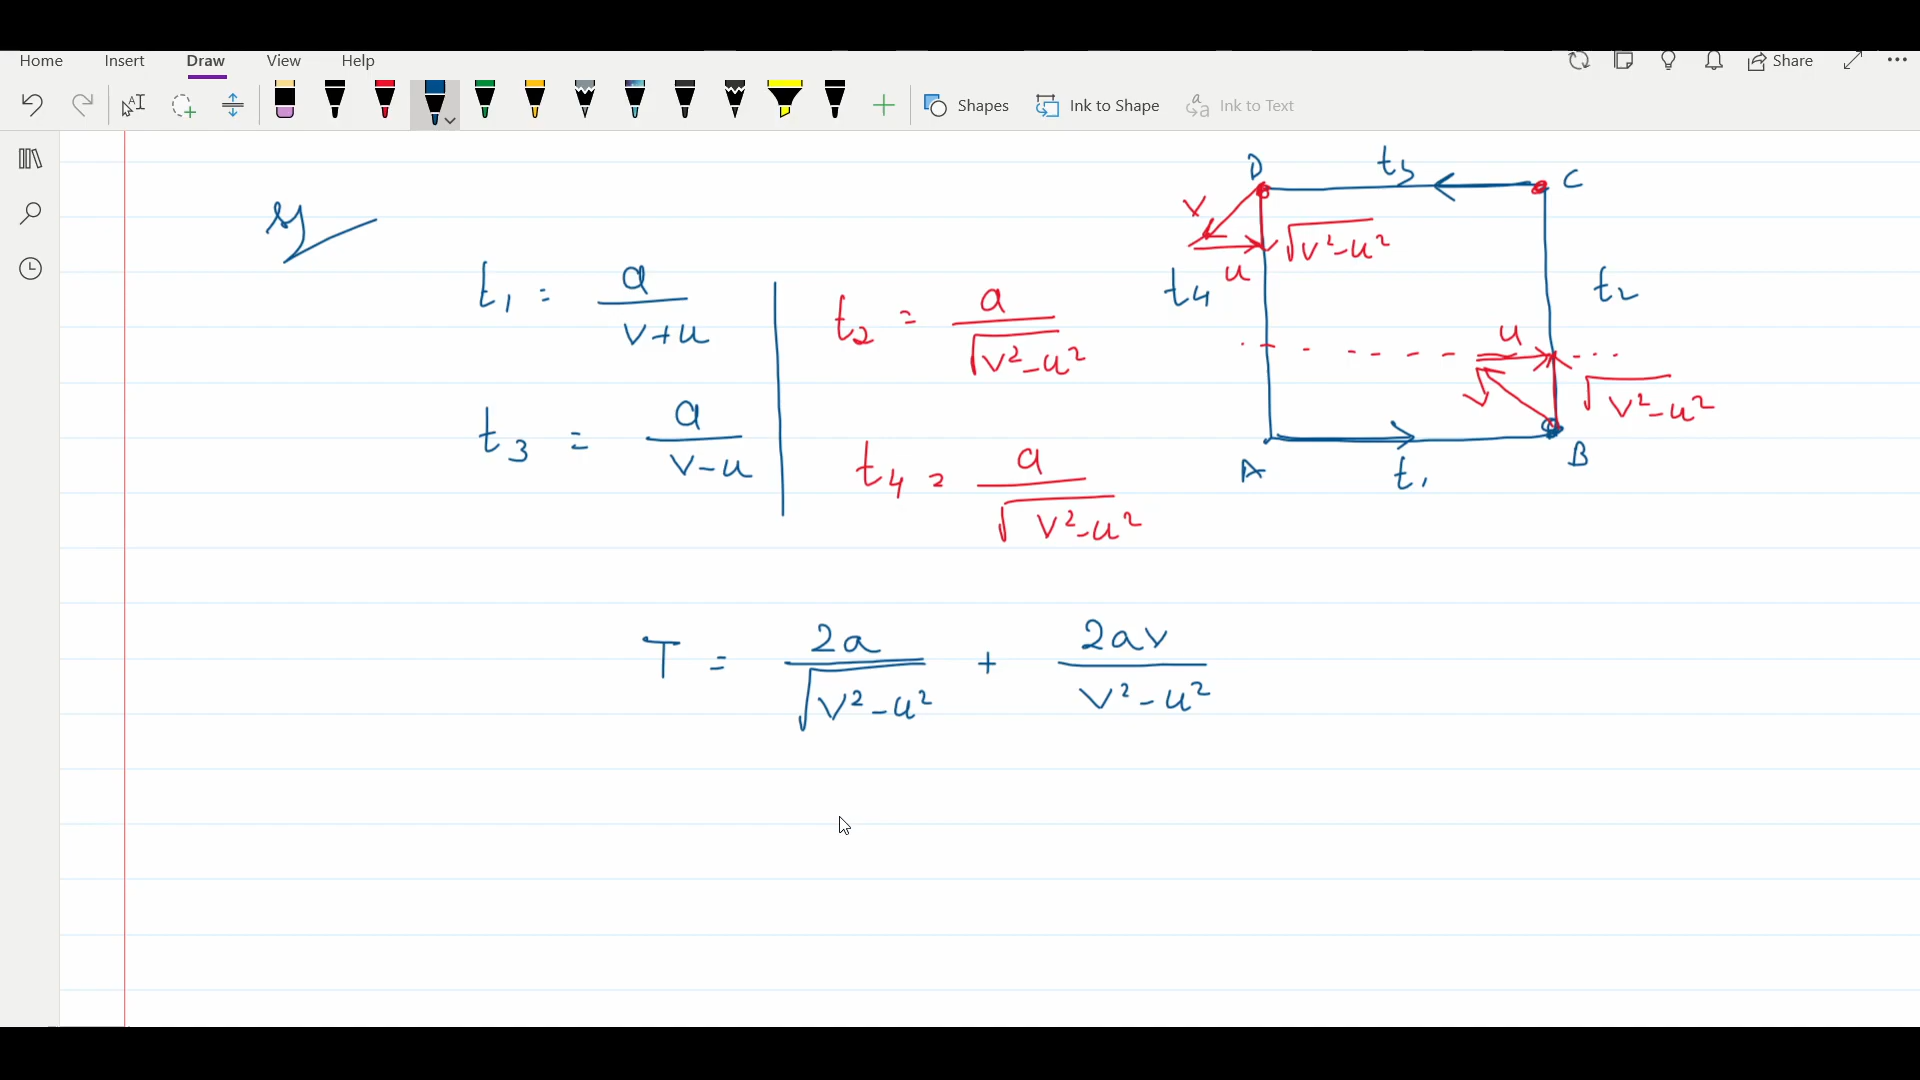 Home Insert Draw View Help Share
Shapes Ink to Shape Ink to Text
D t₃ C
v u √(v²-u²)
t₁ = a/(v+u)
t₂ = a/√(v²-u²)
t₄ t₂
u v √(v²-u²)
t₃ = a/(v-u)
t₄ = a/√(v²-u²)
A t₁ B
T = 2a/√(v²-u²) + 2av/(v²-u²)